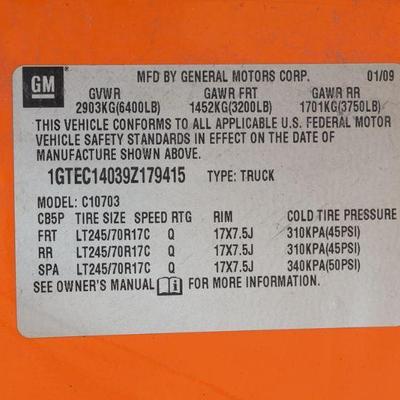 GM
MFD BY GENERAL MOTORS CORP. 01/09
GVWR GAWR FRT GAWR RR
2903KG(6400LB) 1452KG(3200LB) 1701KG(3750LB)
THIS VEHICLE CONFORMS TO ALL APPLICABLE U.S. FEDERAL MOTOR
VEHICLE SAFETY STANDARDS IN EFFECT ON THE DATE OF
MANUFACTURE SHOWN ABOVE.
1GTEC14039Z179415 TYPE: TRUCK
MODEL: C10703
CB5P TIRE SIZE SPEED RTG RIM COLD TIRE PRESSURE
FRT LT245/70R17C Q 17X7.5J 310KPA(45PSI)
RR LT245/70R17C Q 17X7.5J 310KPA(45PSI)
SPA LT245/70R17C Q 17X7.5J 340KPA(50PSI)
SEE OWNER'S MANUAL FOR MORE INFORMATION.